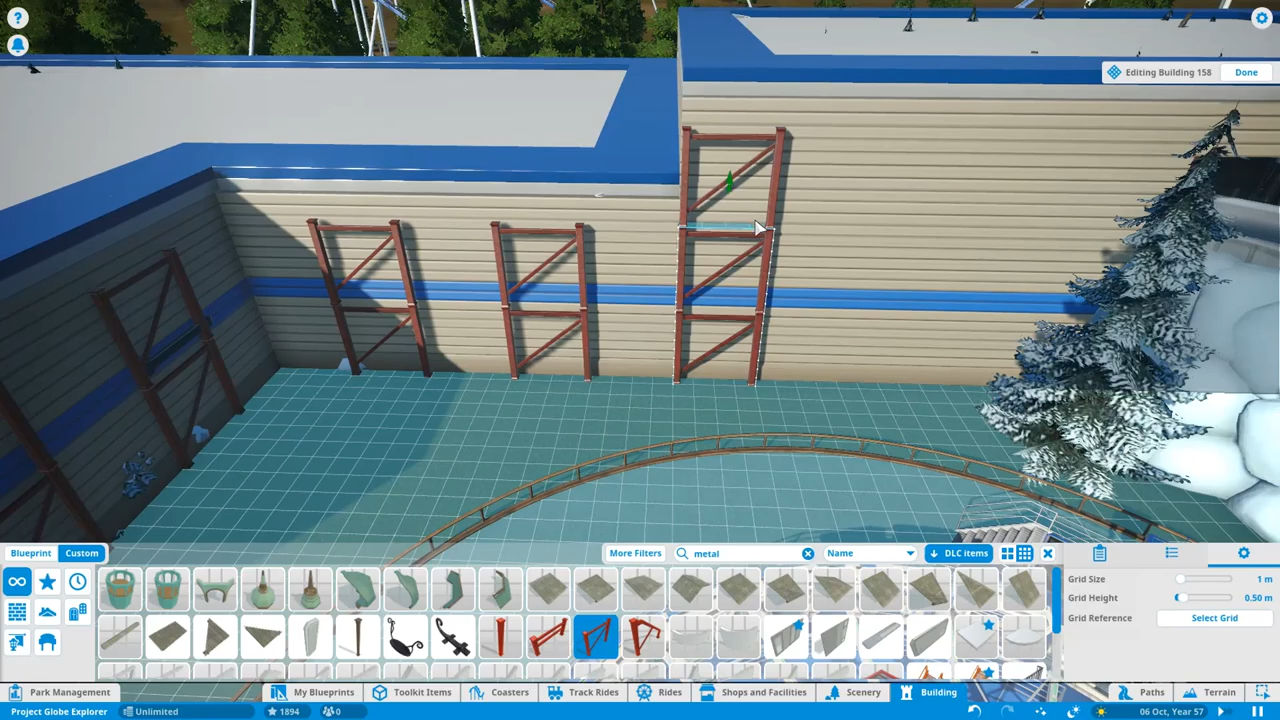 ?
Editing Building 158 Done
Blueprint Custom More Filters metal Name DLC items
Grid Size 1 m
Grid Height 0.50 m
Grid Reference Select Grid
Park Management My Blueprints Toolkit Items Coasters Track Rides Rides Shops and Facilities Scenery Building Paths Terrain
Project Globe Explorer Unlimited 1894 0 06 Oct, Year 57